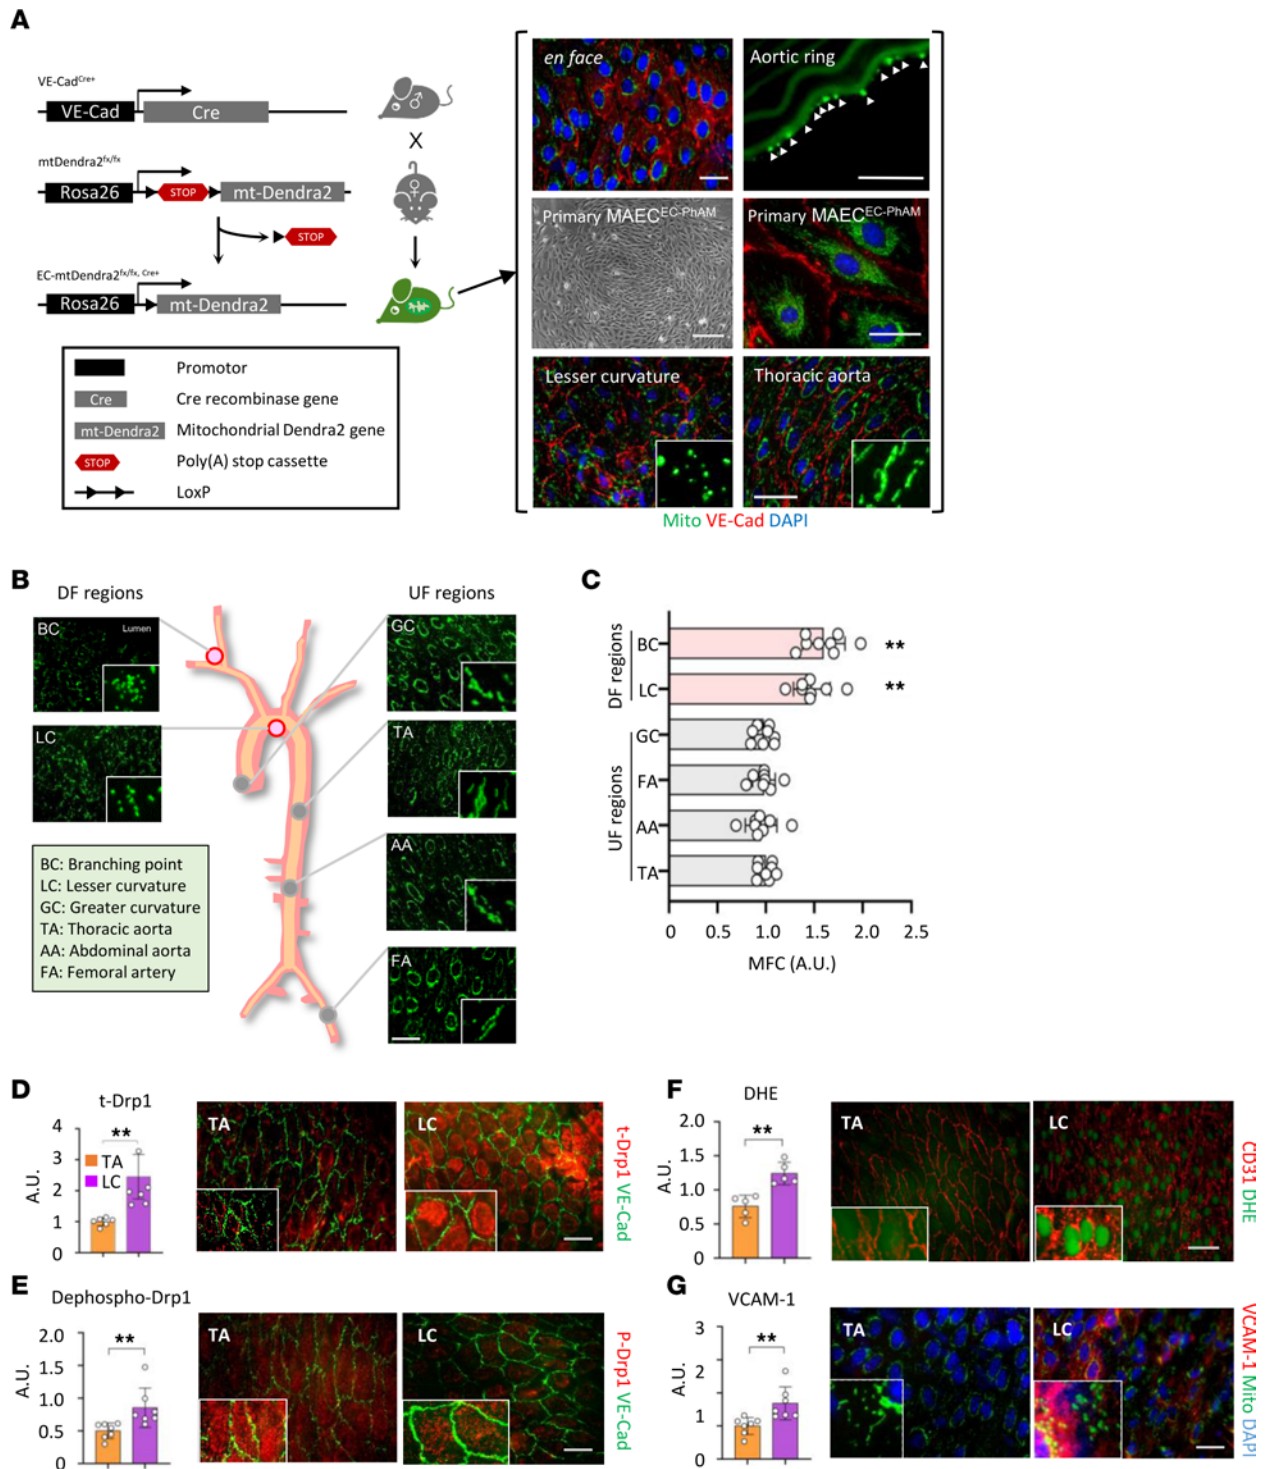 A
VE-Cad^Cre+
VE-Cad
Cre
mtDendra2^fx/fx
Rosa26
STOP
mt-Dendra2
STOP
EC-mtDendra2^fx/fx, Cre+
Rosa26
mt-Dendra2
♂
X
♀
Promotor
Cre
Cre recombinase gene
mt-Dendra2
Mitochondrial Dendra2 gene
STOP
Poly(A) stop cassette
LoxP
en face
Aortic ring
Primary MAEC^EC-PhAM
Primary MAEC^EC-PhAM
Lesser curvature
Thoracic aorta
Mito VE-Cad DAPI
B
DF regions
UF regions
BC
Lumen
LC
GC
TA
AA
FA
BC: Branching point
LC: Lesser curvature
GC: Greater curvature
TA: Thoracic aorta
AA: Abdominal aorta
FA: Femoral artery
C
DF regions
UF regions
BC
**
LC
**
GC
FA
AA
TA
0 0.5 1.0 1.5 2.0 2.5
MFC (A.U.)
D
t-Drp1
A.U.
4
3
2
1
0
**
TA
LC
TA
LC
t-Drp1 VE-Cad
E
Dephospho-Drp1
A.U.
2.0
1.5
1.0
0.5
0
**
TA
LC
P-Drp1 VE-Cad
F
DHE
A.U.
2.0
1.5
1.0
0.5
0
**
TA
LC
CD31 DHE
G
VCAM-1
A.U.
3
2
1
0
**
TA
LC
VCAM-1 Mito DAPI